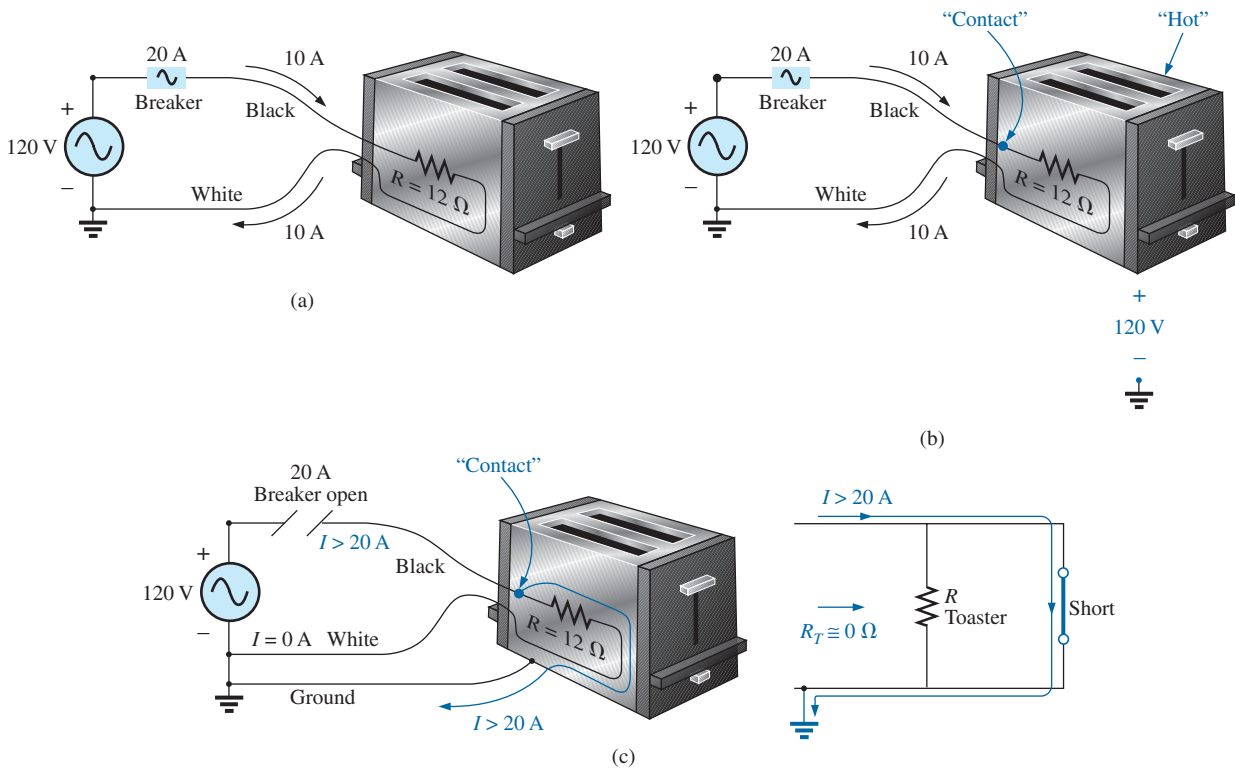 20 A
Breaker
10 A
Black
+
120 V
−
White
10 A
R = 12 Ω
(a)
"Contact"
"Hot"
20 A
Breaker
10 A
Black
+
120 V
−
White
10 A
R = 12 Ω
+
120 V
−
(b)
20 A
Breaker open
I > 20 A
"Contact"
Black
+
120 V
−
I = 0 A White
R = 12 Ω
Ground
I > 20 A
I > 20 A
R
Toaster
Short
R_T ≅ 0 Ω
(c)